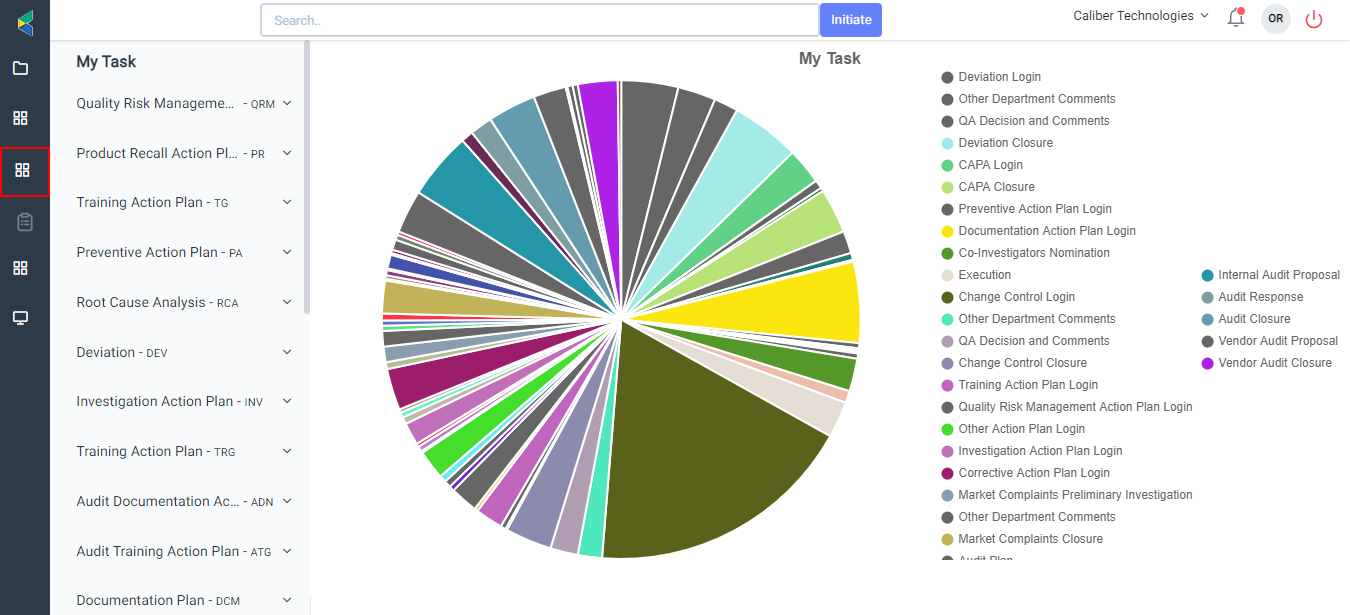 Search..
Initiate
Caliber Technologies
OR
My Task
Quality Risk Manageme... - QRM
Product Recall Action Pl... - PR
Training Action Plan - TG
Preventive Action Plan - PA
Root Cause Analysis - RCA
Deviation - DEV
Investigation Action Plan - INV
Training Action Plan - TRG
Audit Documentation Ac... - ADN
Audit Training Action Plan - ATG
Documentation Plan - DCM
My Task
Deviation Login
Other Department Comments
QA Decision and Comments
Deviation Closure
CAPA Login
CAPA Closure
Preventive Action Plan Login
Documentation Action Plan Login
Co-Investigators Nomination
Execution
Change Control Login
Other Department Comments
QA Decision and Comments
Change Control Closure
Training Action Plan Login
Quality Risk Management Action Plan Login
Other Action Plan Login
Investigation Action Plan Login
Corrective Action Plan Login
Market Complaints Preliminary Investigation
Other Department Comments
Market Complaints Closure
Audit Plan
Internal Audit Proposal
Audit Response
Audit Closure
Vendor Audit Proposal
Vendor Audit Closure